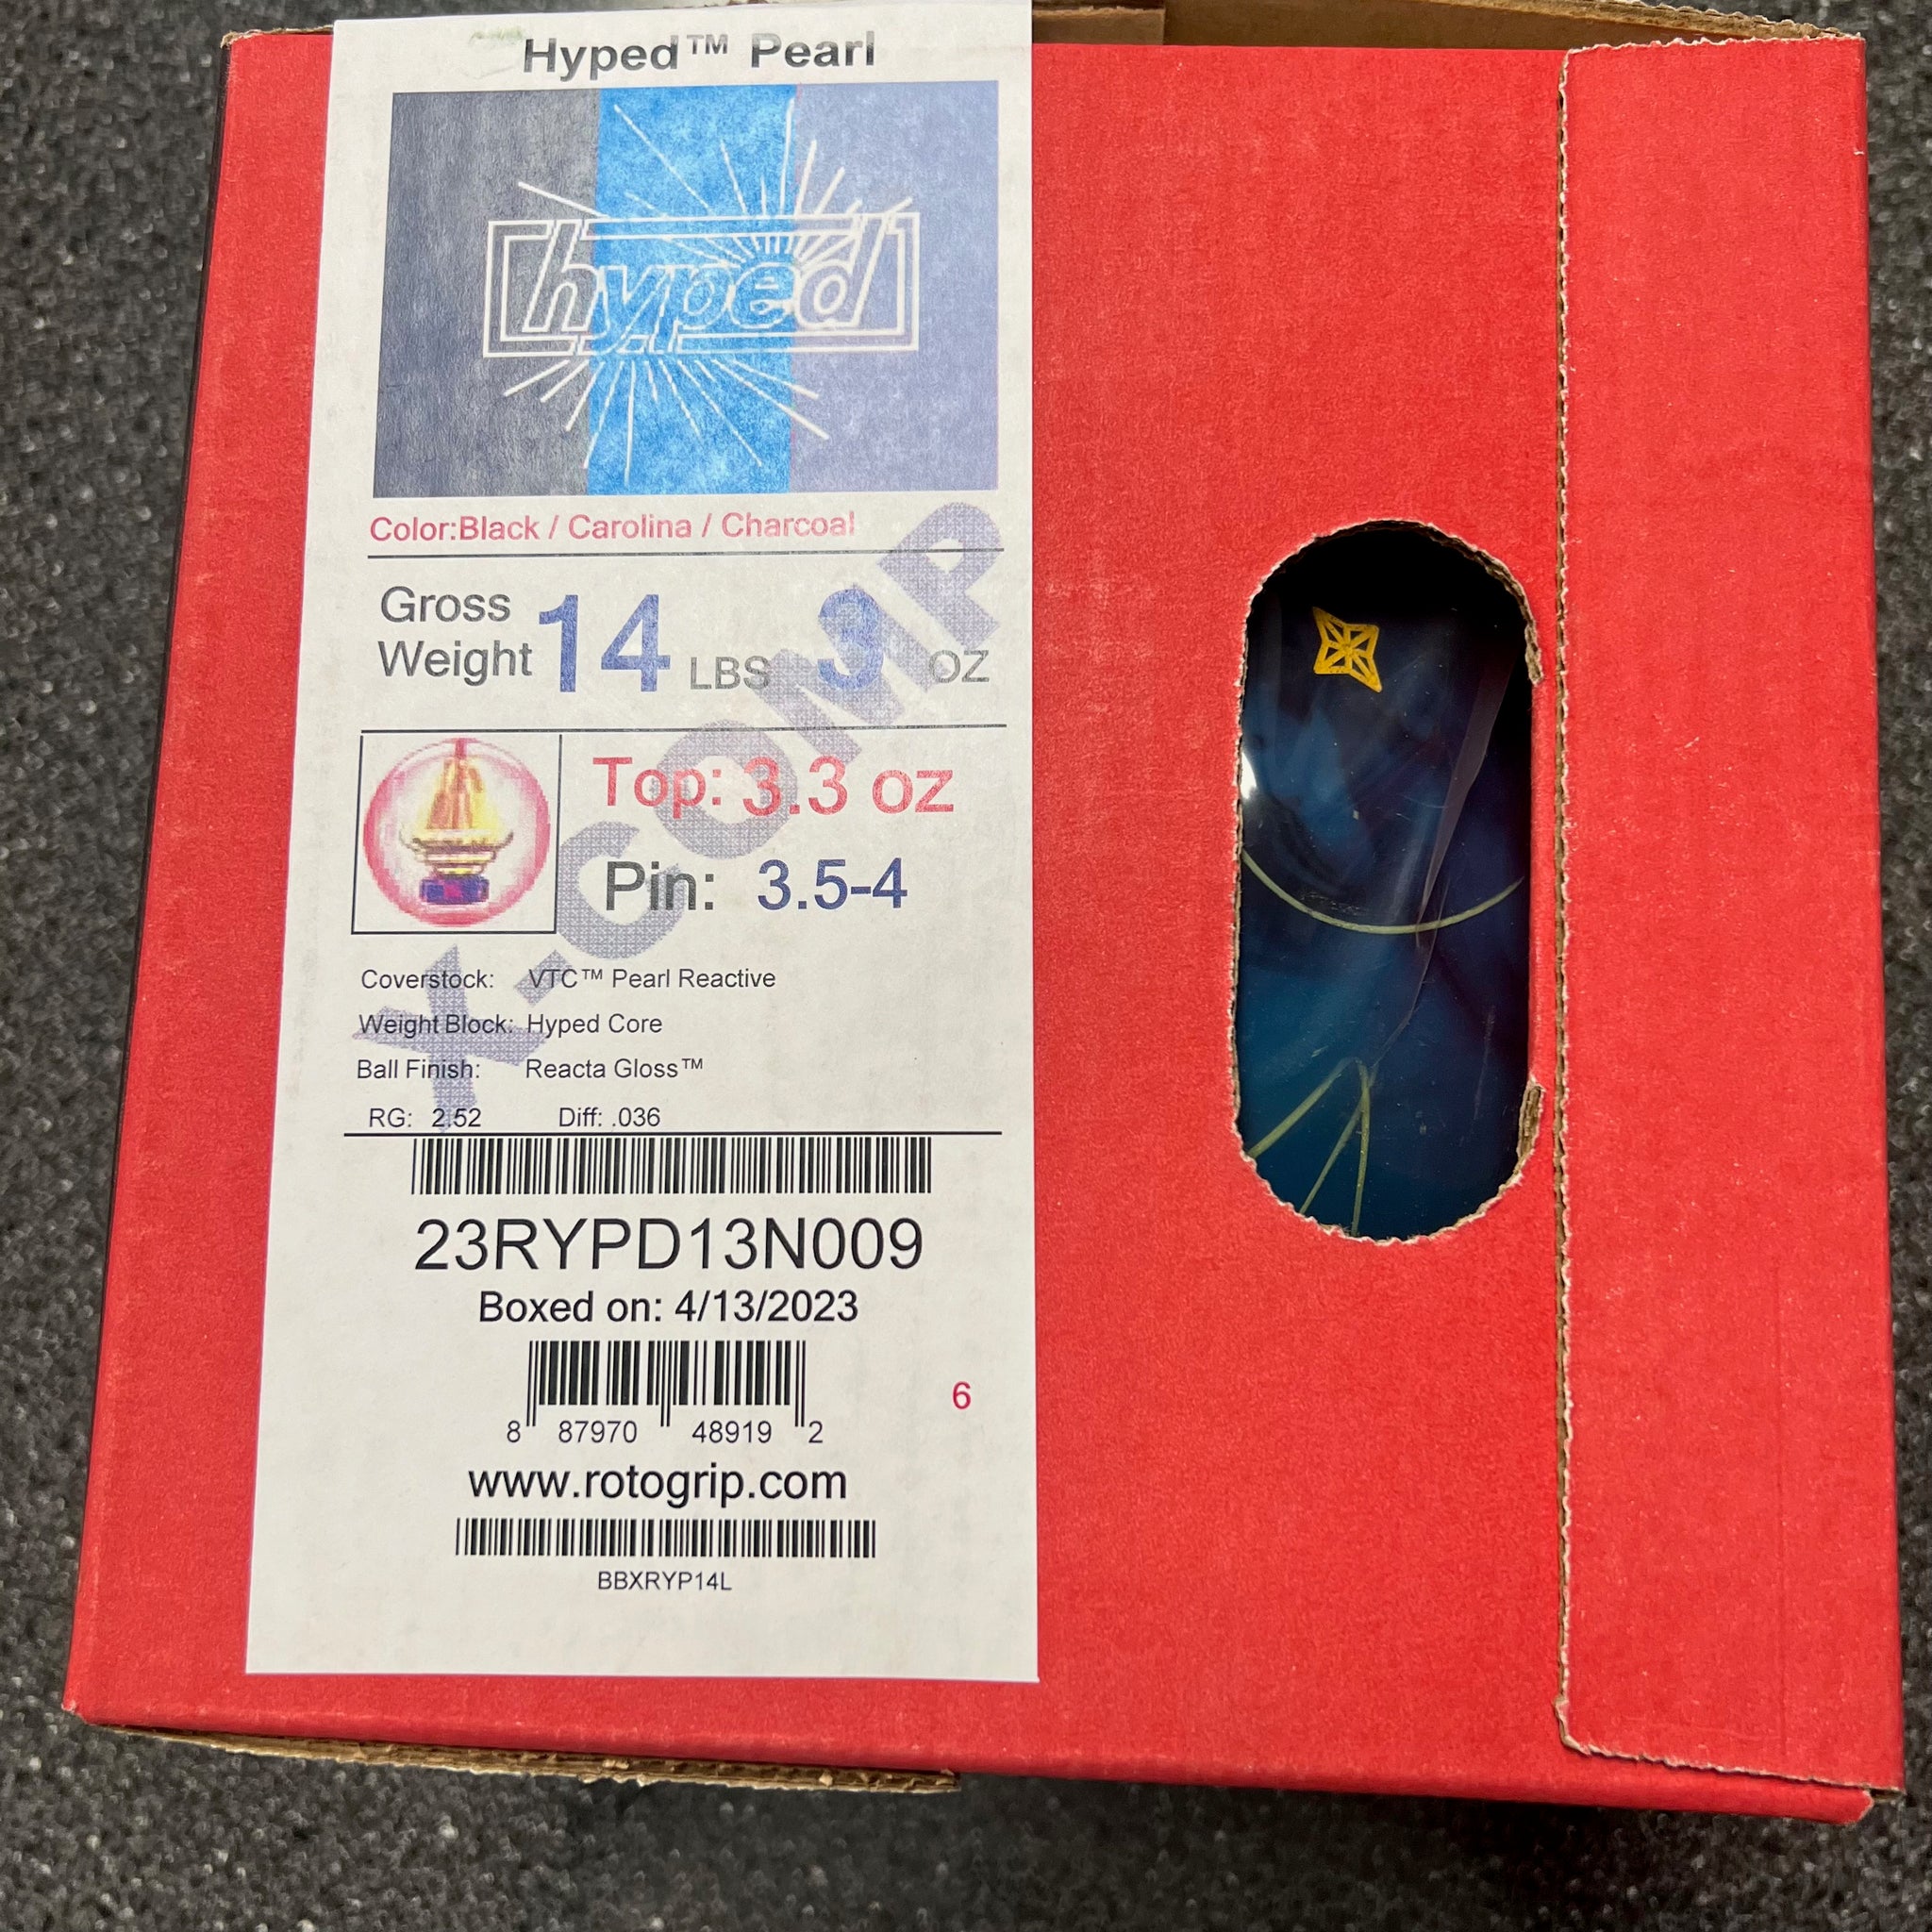 Hyped™ Pearl
hyped
Color:Black / Carolina / Charcoal
Gross Weight 14 LBS 3 OZ
X-COMP
Top: 3.3 oz
Pin: 3.5-4
Coverstock: VTC™ Pearl Reactive
Weight Block: Hyped Core
Ball Finish: Reacta Gloss™
RG: 2.52 Diff: .036
23RYPD13N009
Boxed on: 4/13/2023
6
8 87970 48919 2
www.rotogrip.com
BBXRYP14L